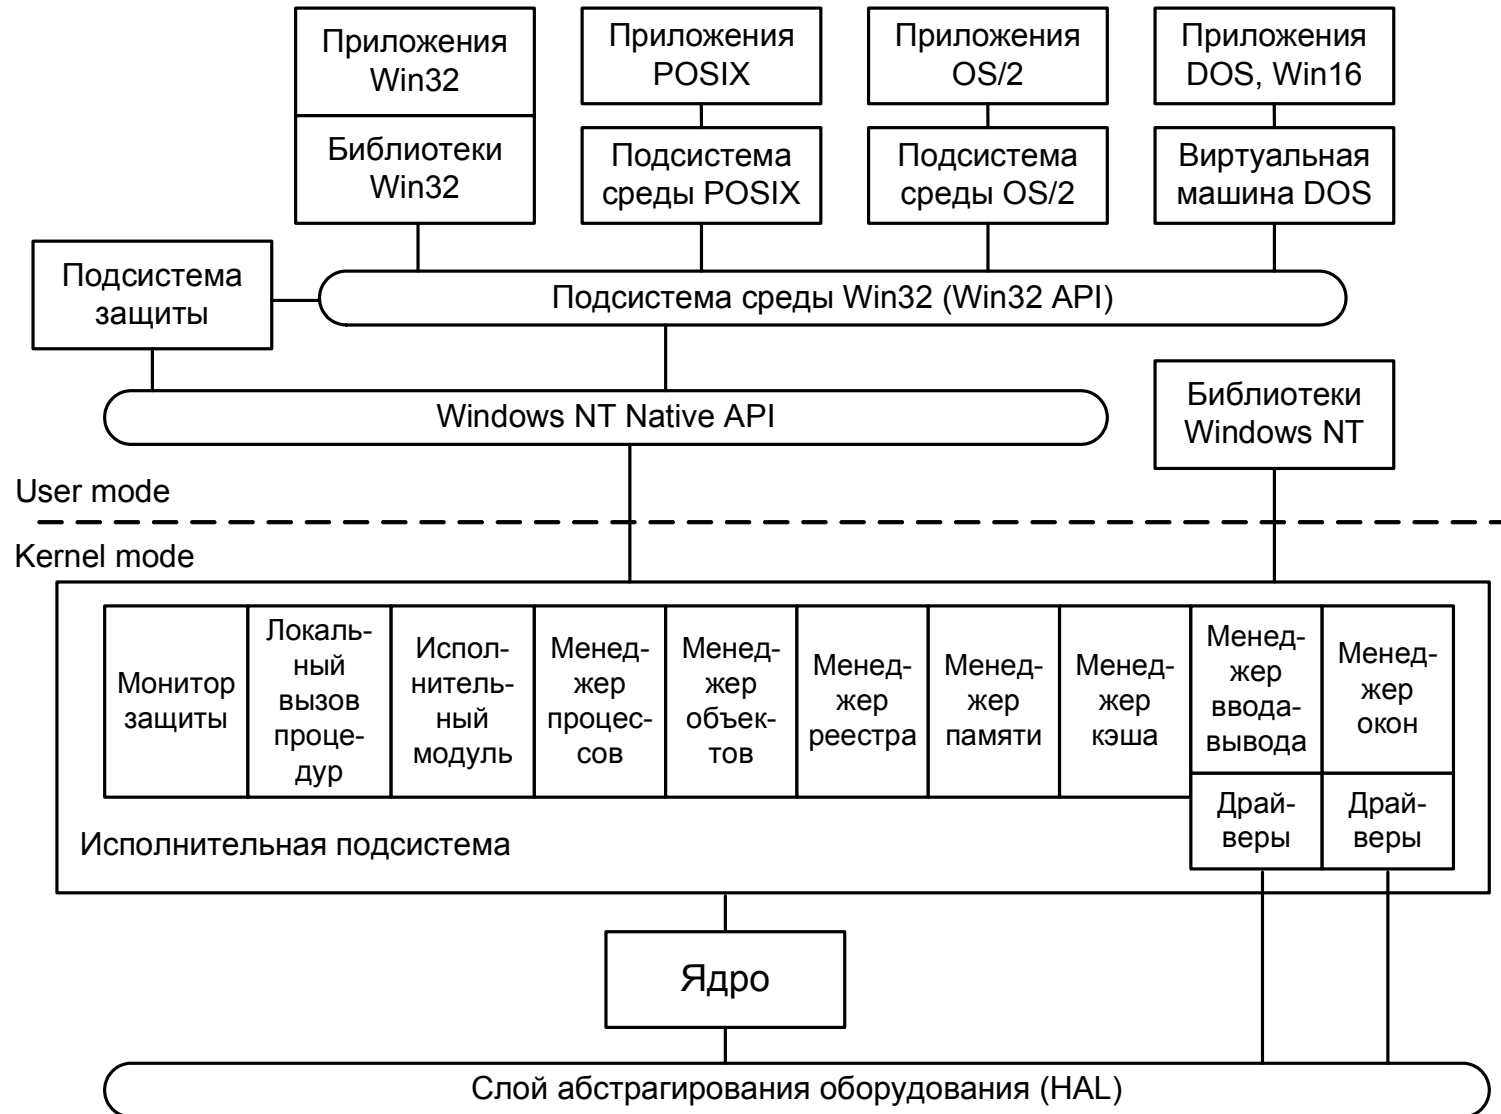 Приложения
Win32
Приложения
POSIX
Приложения
OS/2
Приложения
DOS, Win16
Библиотеки
Win32
Подсистема
среды POSIX
Подсистема
среды OS/2
Виртуальная
машина DOS
Подсистема
защиты
Подсистема среды Win32 (Win32 API)
Windows NT Native API
Библиотеки
Windows NT
User mode
Kernel mode
Монитор
защиты
Локаль-
ный
вызов
проце-
дур
Испол-
нитель-
ный
модуль
Менед-
жер
процес-
сов
Менед-
жер
объек-
тов
Менед-
жер
реестра
Менед-
жер
памяти
Менед-
жер
кэша
Менед-
жер
ввода-
вывода
Менед-
жер
окон
Драй-
веры
Драй-
веры
Исполнительная подсистема
Ядро
Слой абстрагирования оборудования (HAL)